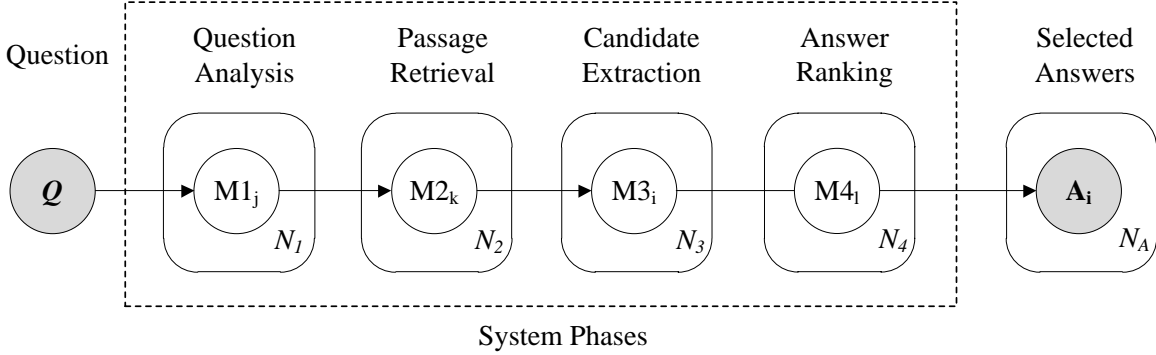 Question
Question
Analysis
Passage
Retrieval
Candidate
Extraction
Answer
Ranking
Selected
Answers
Q
M1j
M2k
M3i
M4l
Ai
N1
N2
N3
N4
NA
System Phases